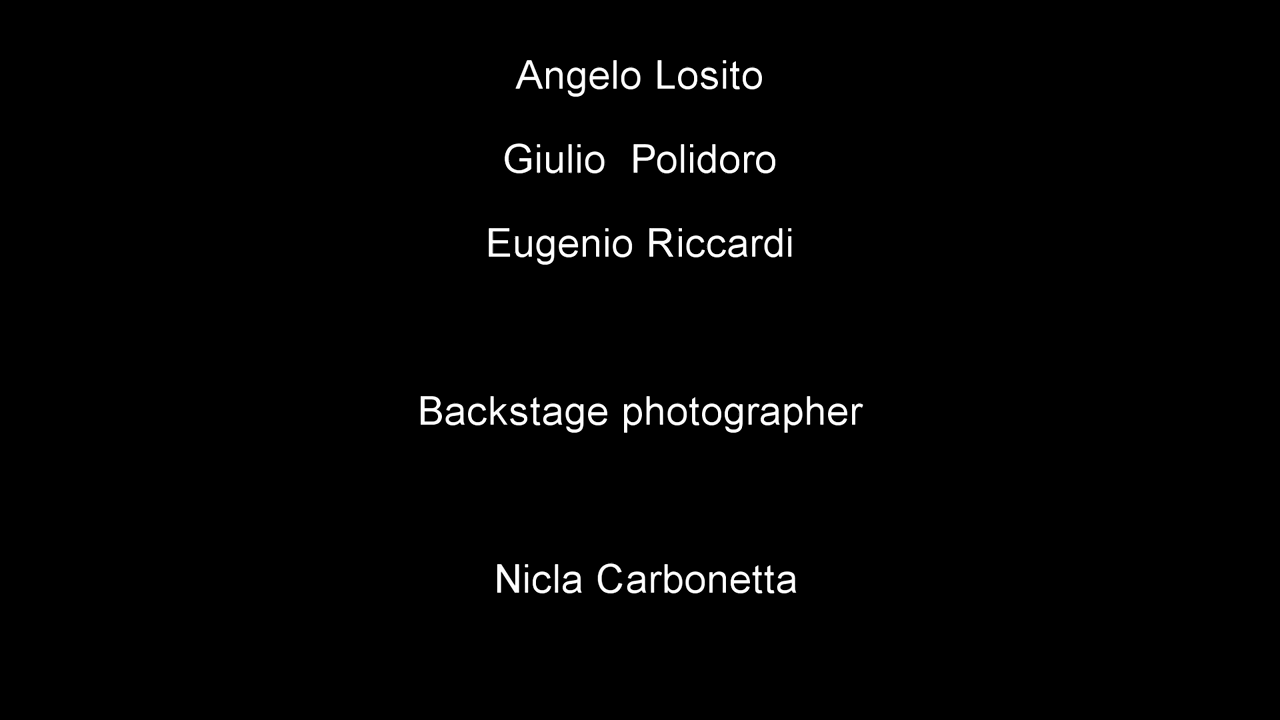 Angelo Losito
Giulio  Polidoro
Eugenio Riccardi
Backstage photographer
Nicla Carbonetta